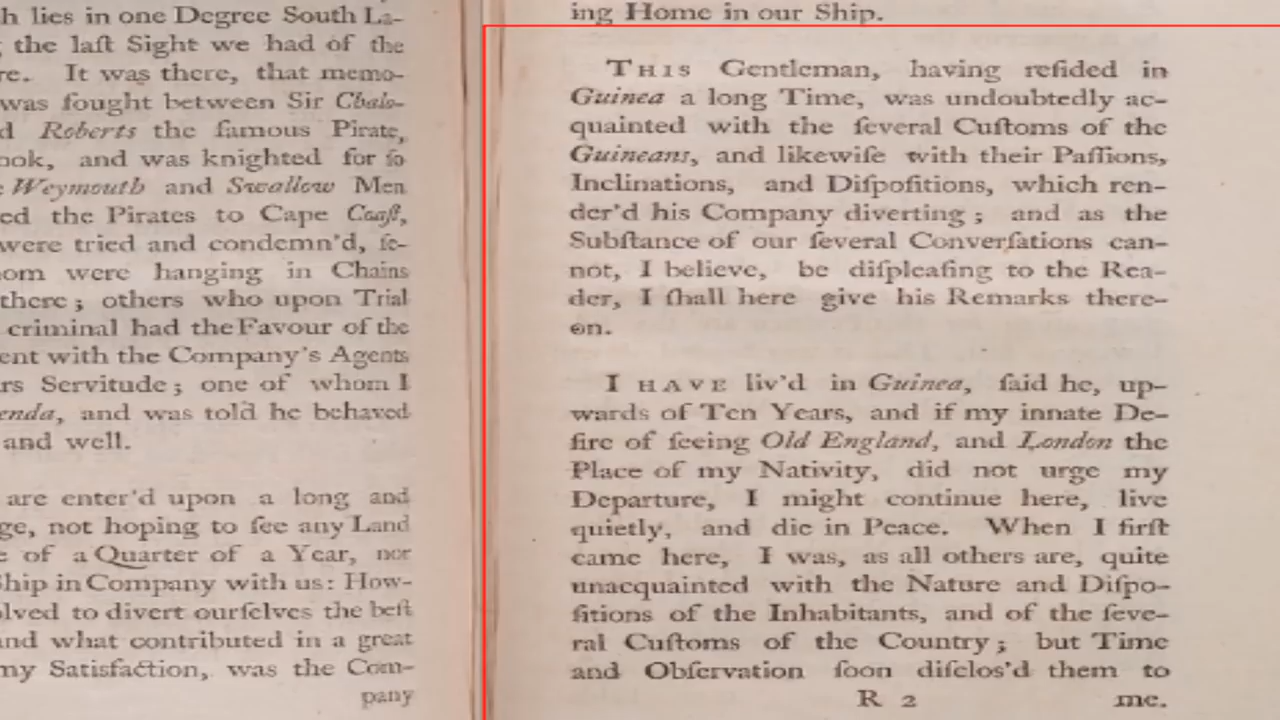 h lies in one Degree South La-
the laſt Sight we had of the
re. It was there, that memo-
was fought between Sir Chalo-
d Roberts the famous Pirate,
ook, and was knighted for ſo
Weymouth and Swallow Men
ed the Pirates to Cape Coaſt,
were tried and condemn'd, ſe-
om were hanging in Chains
there; others who upon Trial
criminal had the Favour of the
ent with the Company's Agents
rs Servitude; one of whom I
enda, and was told he behaved
and well.
are enter'd upon a long and
ge, not hoping to ſee any Land
e of a Quarter of a Year, nor
Ship in Company with us: How-
olved to divert ourſelves the beſt
and what contributed in a great
my Satisfaction, was the Com-
pany
ing Home in our Ship.
THIS Gentleman, having reſided in
Guinea a long Time, was undoubtedly ac-
quainted with the ſeveral Cuſtoms of the
Guineans, and likewiſe with their Paſſions,
Inclinations, and Diſpoſitions, which ren-
der'd his Company diverting; and as the
Subſtance of our ſeveral Converſations can-
not, I believe, be diſpleaſing to the Rea-
der, I ſhall here give his Remarks there-
on.
I HAVE liv'd in Guinea, ſaid he, up-
wards of Ten Years, and if my innate De-
ſire of ſeeing Old England, and London the
Place of my Nativity, did not urge my
Departure, I might continue here, live
quietly, and die in Peace. When I firſt
came here, I was, as all others are, quite
unacquainted with the Nature and Diſpo-
ſitions of the Inhabitants, and of the ſeve-
ral Cuſtoms of the Country; but Time
and Obſervation ſoon diſclos'd them to
R 2 me.